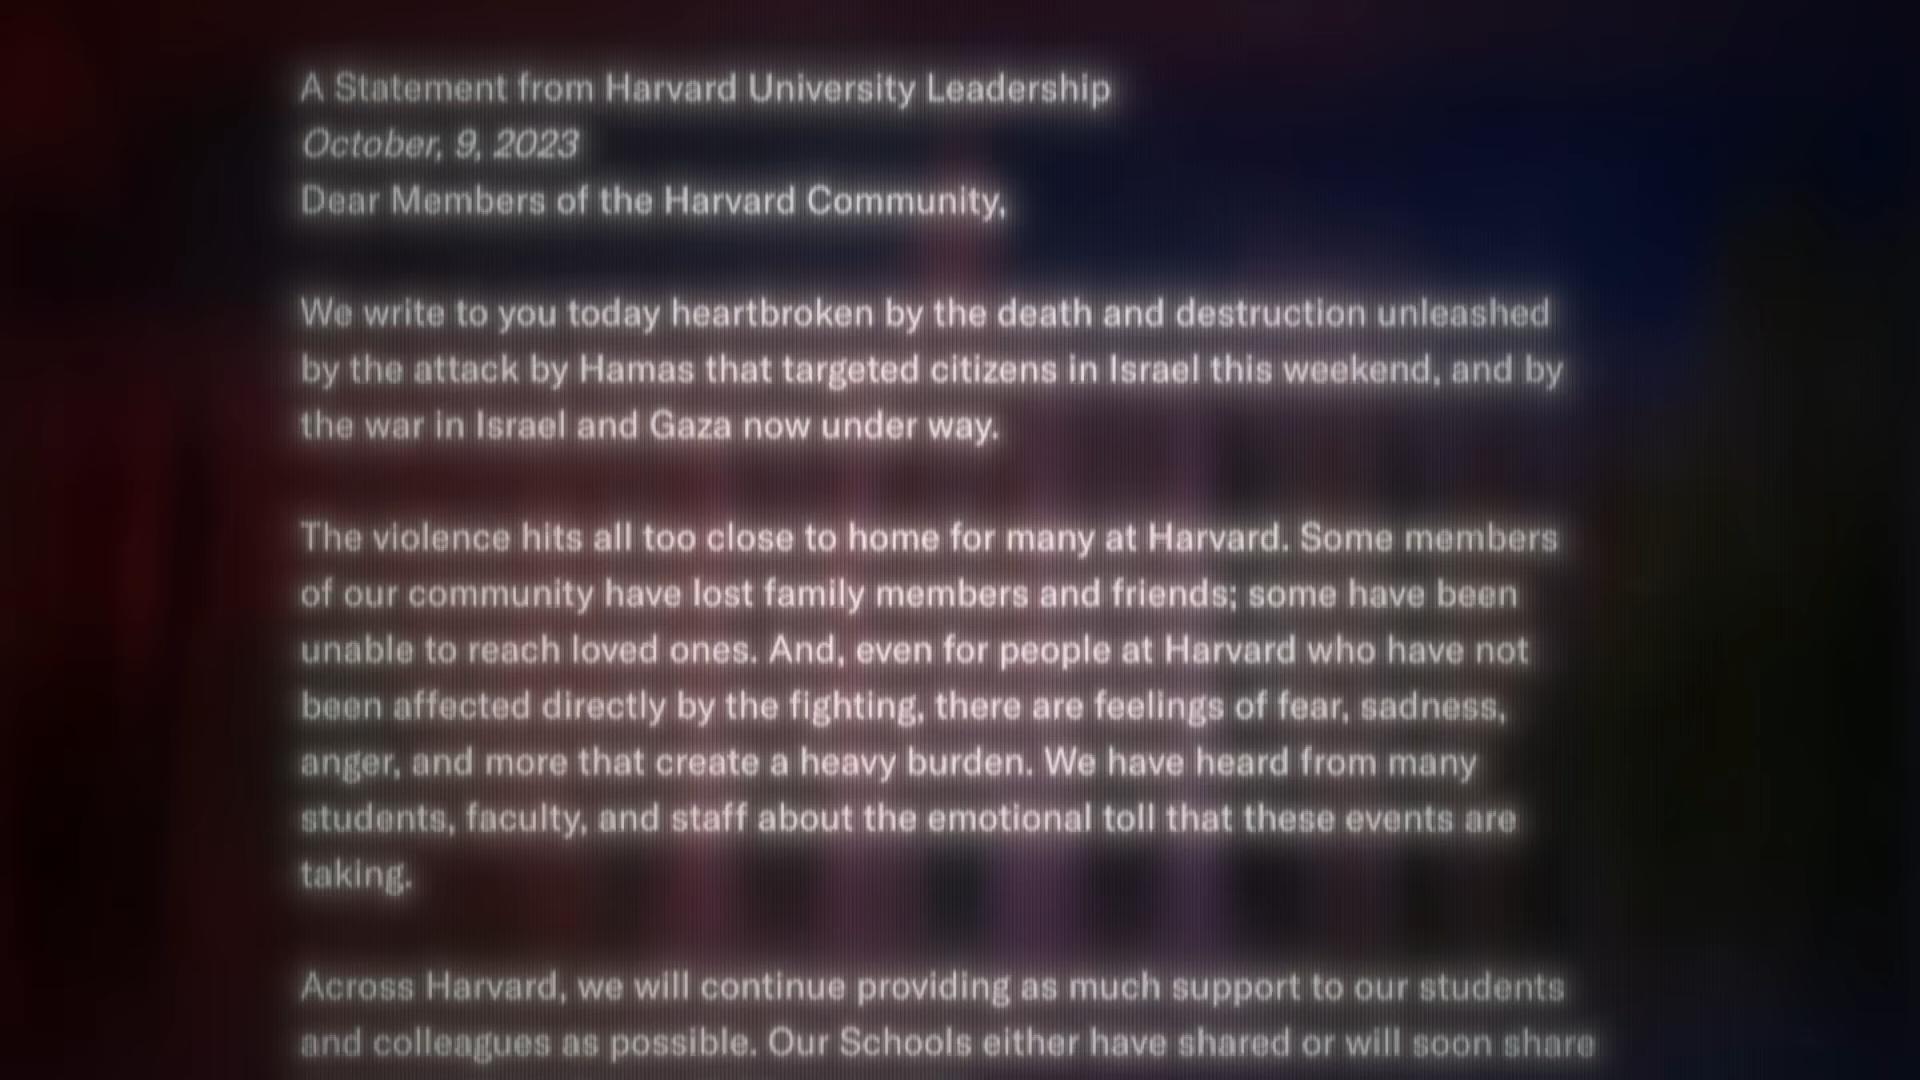 A Statement from Harvard University Leadership
October, 9, 2023
Dear Members of the Harvard Community,
We write to you today heartbroken by the death and destruction unleashed
by the attack by Hamas that targeted citizens in Israel this weekend, and by
the war in Israel and Gaza now under way.
The violence hits all too close to home for many at Harvard. Some members
of our community have lost family members and friends; some have been
unable to reach loved ones. And, even for people at Harvard who have not
been affected directly by the fighting, there are feelings of fear, sadness,
anger, and more that create a heavy burden. We have heard from many
students, faculty, and staff about the emotional toll that these events are
taking.
Across Harvard, we will continue providing as much support to our students
and colleagues as possible. Our Schools either have shared or will soon share